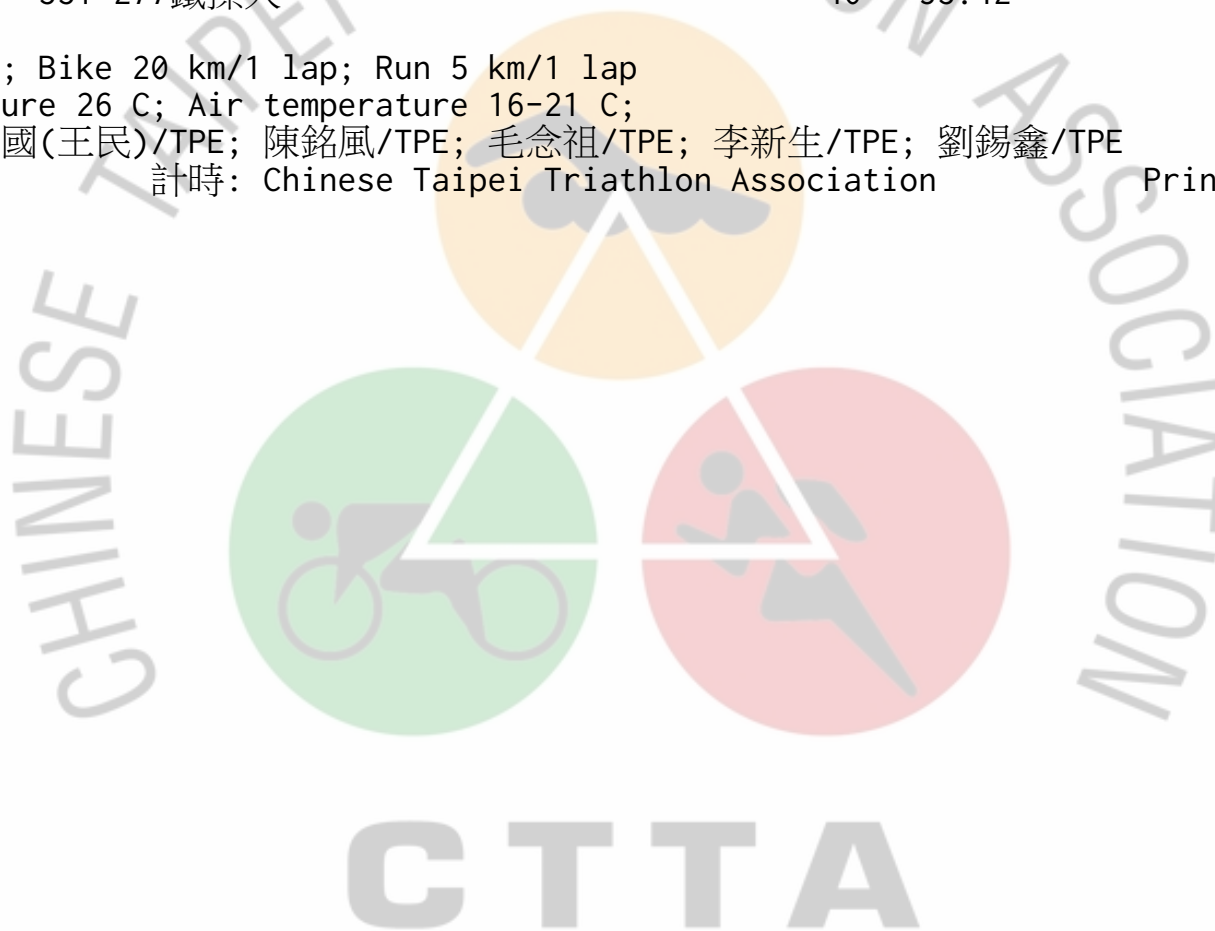 ; Bike 20 km/1 lap; Run 5 km/1 lap
ure 26 C; Air temperature 16-21 C;
國(王民)/TPE; 陳銘風/TPE; 毛念祖/TPE; 李新生/TPE; 劉錫鑫/TPE
計時: Chinese Taipei Triathlon Association Prin
CHINESE TAIPEI ON ASSOCIATION
CTTA